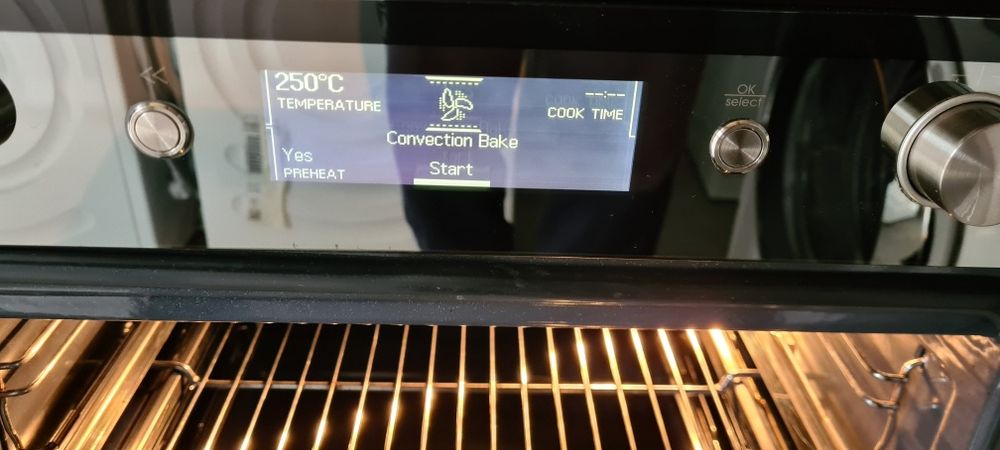 250°C
TEMPERATURE
--:--
COOK TIME
Convection Bake
Yes
PREHEAT
Start
<<
OK
select